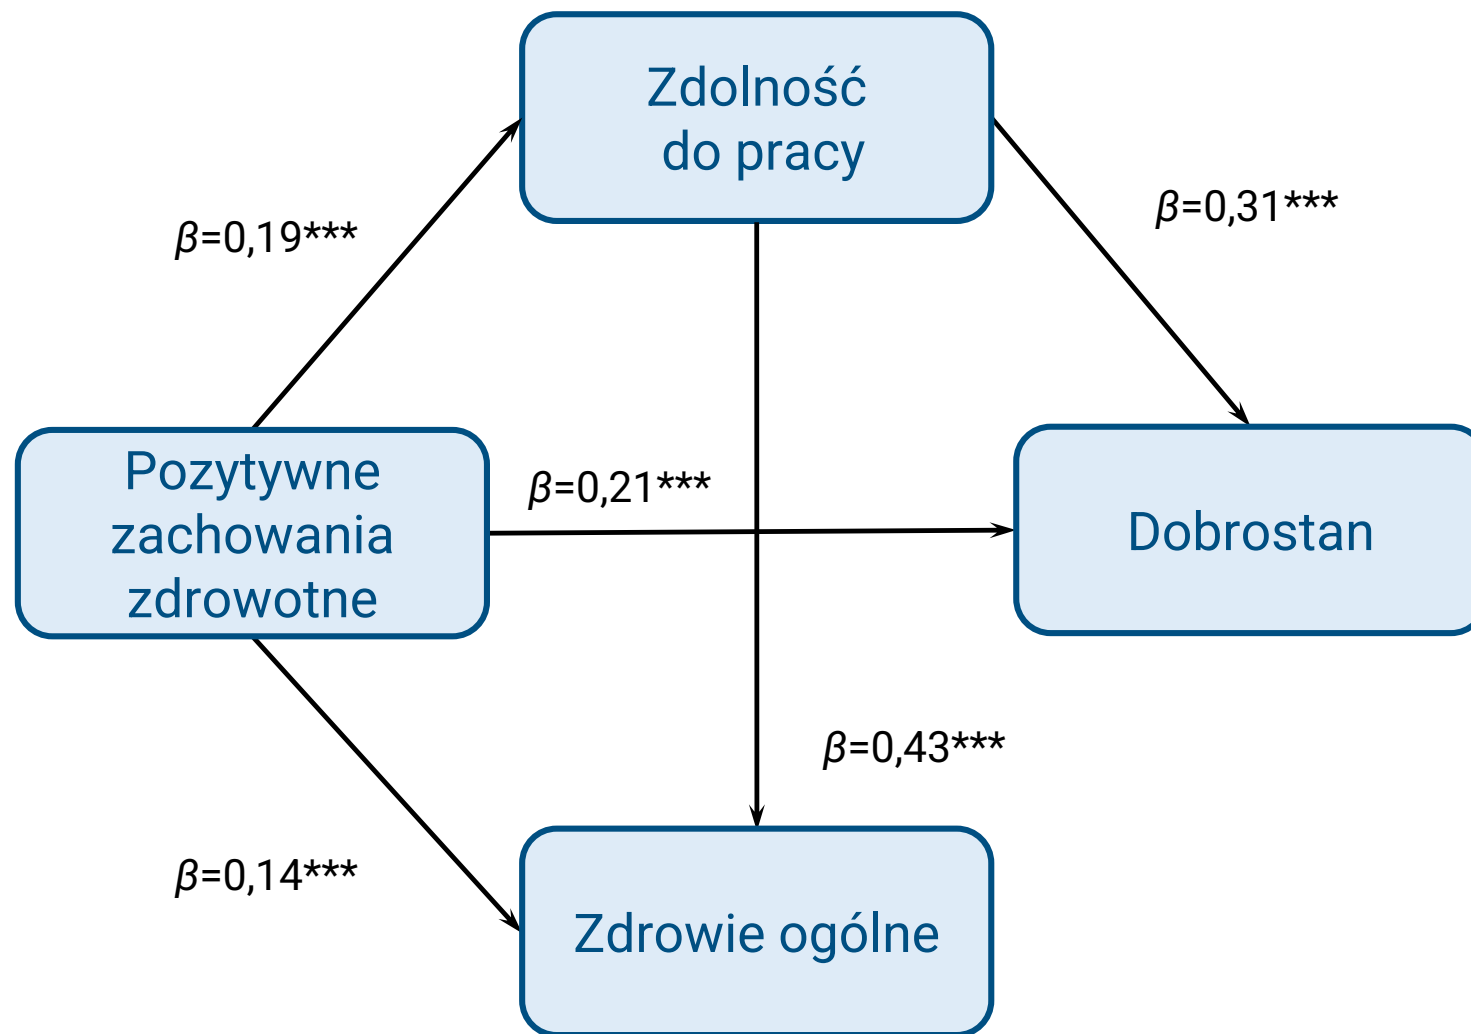 Zdolność
do pracy
β=0,19***
β=0,31***
Pozytywne
zachowania
zdrowotne
β=0,21***
Dobrostan
β=0,43***
β=0,14***
Zdrowie ogólne